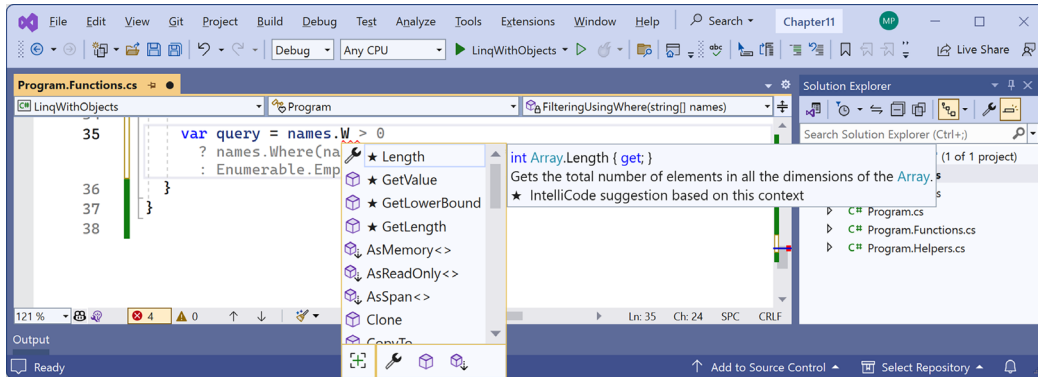 File Edit View Git Project Build Debug Test Analyze Tools Extensions Window Help Search Chapter11 MP
Debug Any CPU LinqWithObjects Live Share
Program.Functions.cs
Solution Explorer
C# LinqWithObjects Program FilteringUsingWhere(string[] names)
Search Solution Explorer (Ctrl+;)
35 var query = names.W > 0
? names.Where(na
: Enumerable.Emp
36 }
37 }
38
★ Length
★ GetValue
★ GetLowerBound
★ GetLength
AsMemory<>
AsReadOnly<>
AsSpan<>
Clone
CopyTo
int Array.Length { get; }
Gets the total number of elements in all the dimensions of the Array.
★ IntelliCode suggestion based on this context
(1 of 1 project)
C# Program.cs
C# Program.Functions.cs
C# Program.Helpers.cs
121 % 4 0 Ln: 35 Ch: 24 SPC CRLF
Output
Ready Add to Source Control Select Repository